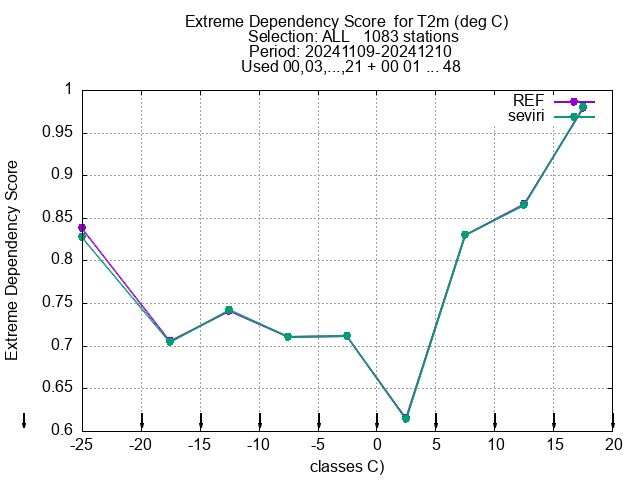 Extreme Dependency Score  for T2m (deg C)
Selection: ALL   1083 stations
Period: 20241109-20241210
Used 00,03,...,21 + 00 01 ... 48
REF
seviri
1
0.95
0.9
0.85
0.8
0.75
0.7
0.65
0.6
Extreme Dependency Score
-25 -20 -15 -10 -5 0 5 10 15 20
classes C)